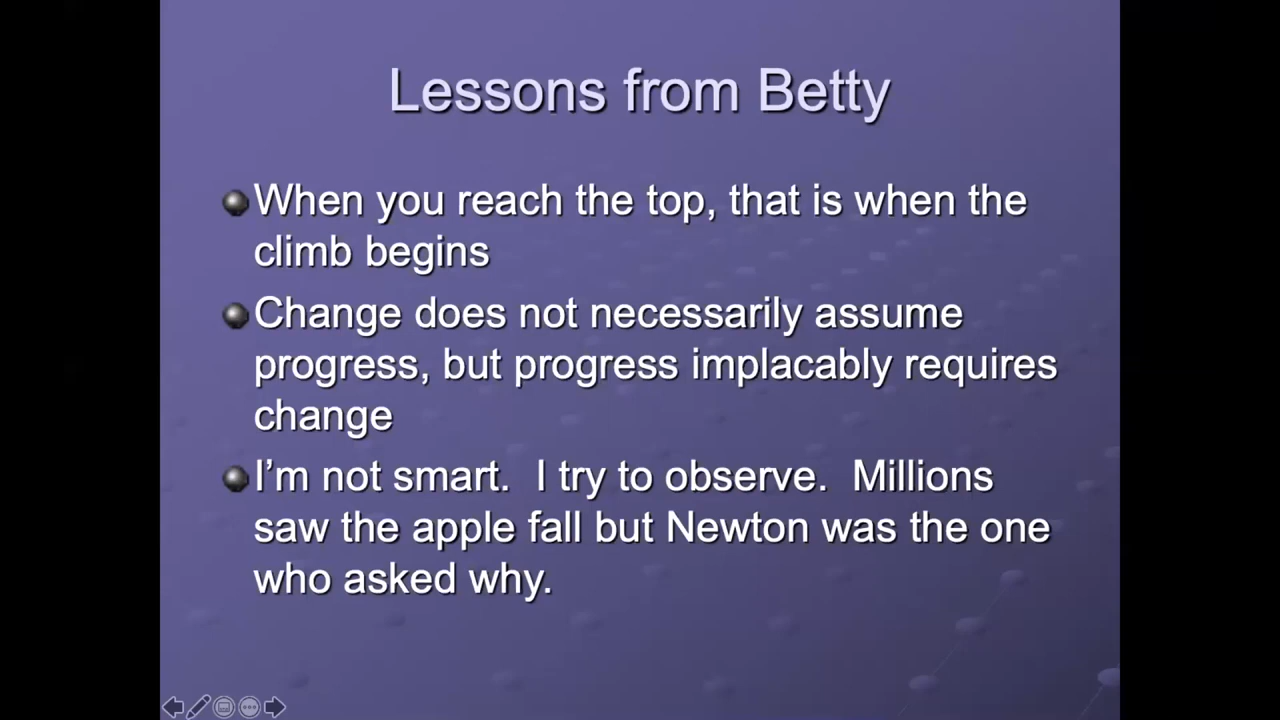 Lessons from Betty
When you reach the top, that is when the
climb begins
Change does not necessarily assume
progress, but progress implacably requires
change
I’m not smart.  I try to observe.  Millions
saw the apple fall but Newton was the one
who asked why.